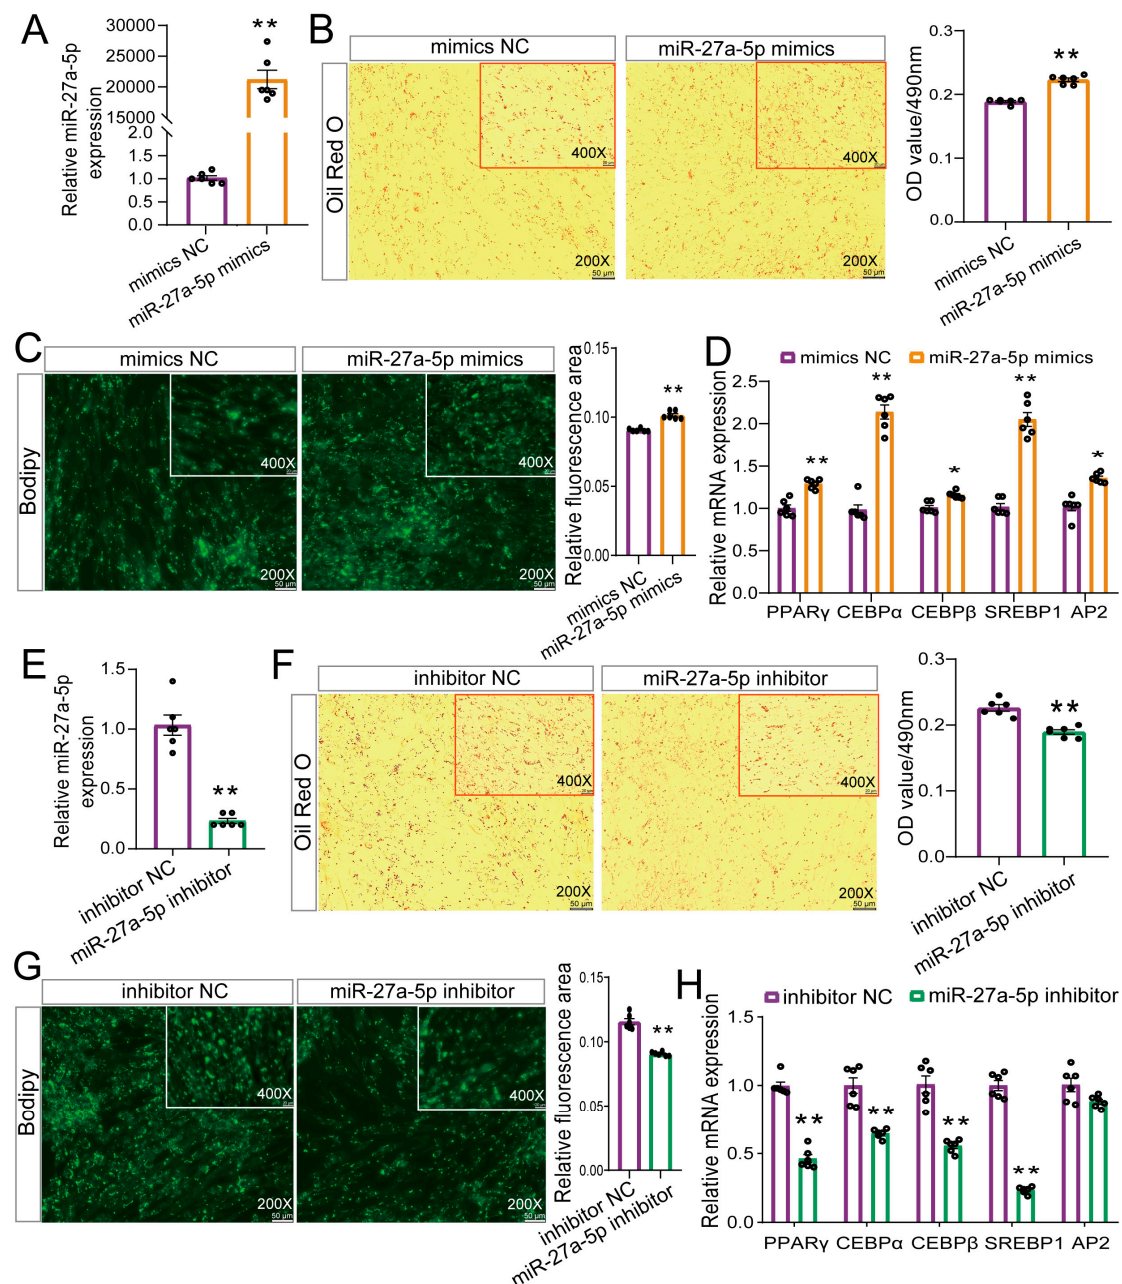 A
Relative miR-27a-5p
expression
30000
25000
20000
15000
2.0
1.5
1.0
0.5
0.0
**
mimics NC
miR-27a-5p mimics
B
mimics NC
miR-27a-5p mimics
Oil Red O
400X
200X
50 μm
400X
200X
50 μm
OD value/490nm
0.3
0.2
0.1
0.0
**
mimics NC
miR-27a-5p mimics
C
mimics NC
miR-27a-5p mimics
Bodipy
400X
200X
50 μm
400X
200X
50 μm
Relative fluorescence area
0.15
0.10
0.05
0.00
**
mimics NC
miR-27a-5p mimics
D
mimics NC
miR-27a-5p mimics
Relative mRNA expression
2.5
2.0
1.5
1.0
0.5
0.0
**
**
*
**
*
PPARγ
CEBPα
CEBPβ
SREBP1
AP2
E
Relative miR-27a-5p
expression
1.5
1.0
0.5
0.0
**
inhibitor NC
miR-27a-5p inhibitor
F
inhibitor NC
miR-27a-5p inhibitor
Oil Red O
400X
200X
50 μm
400X
200X
50 μm
OD value/490nm
0.3
0.2
0.1
0.0
**
inhibitor NC
miR-27a-5p inhibitor
G
inhibitor NC
miR-27a-5p inhibitor
Bodipy
400X
200X
50 μm
400X
200X
50 μm
Relative fluorescence area
0.15
0.10
0.05
0.00
**
inhibitor NC
miR-27a-5p inhibitor
H
inhibitor NC
miR-27a-5p inhibitor
Relative mRNA expression
1.5
1.0
0.5
0.0
**
**
**
**
PPARγ
CEBPα
CEBPβ
SREBP1
AP2